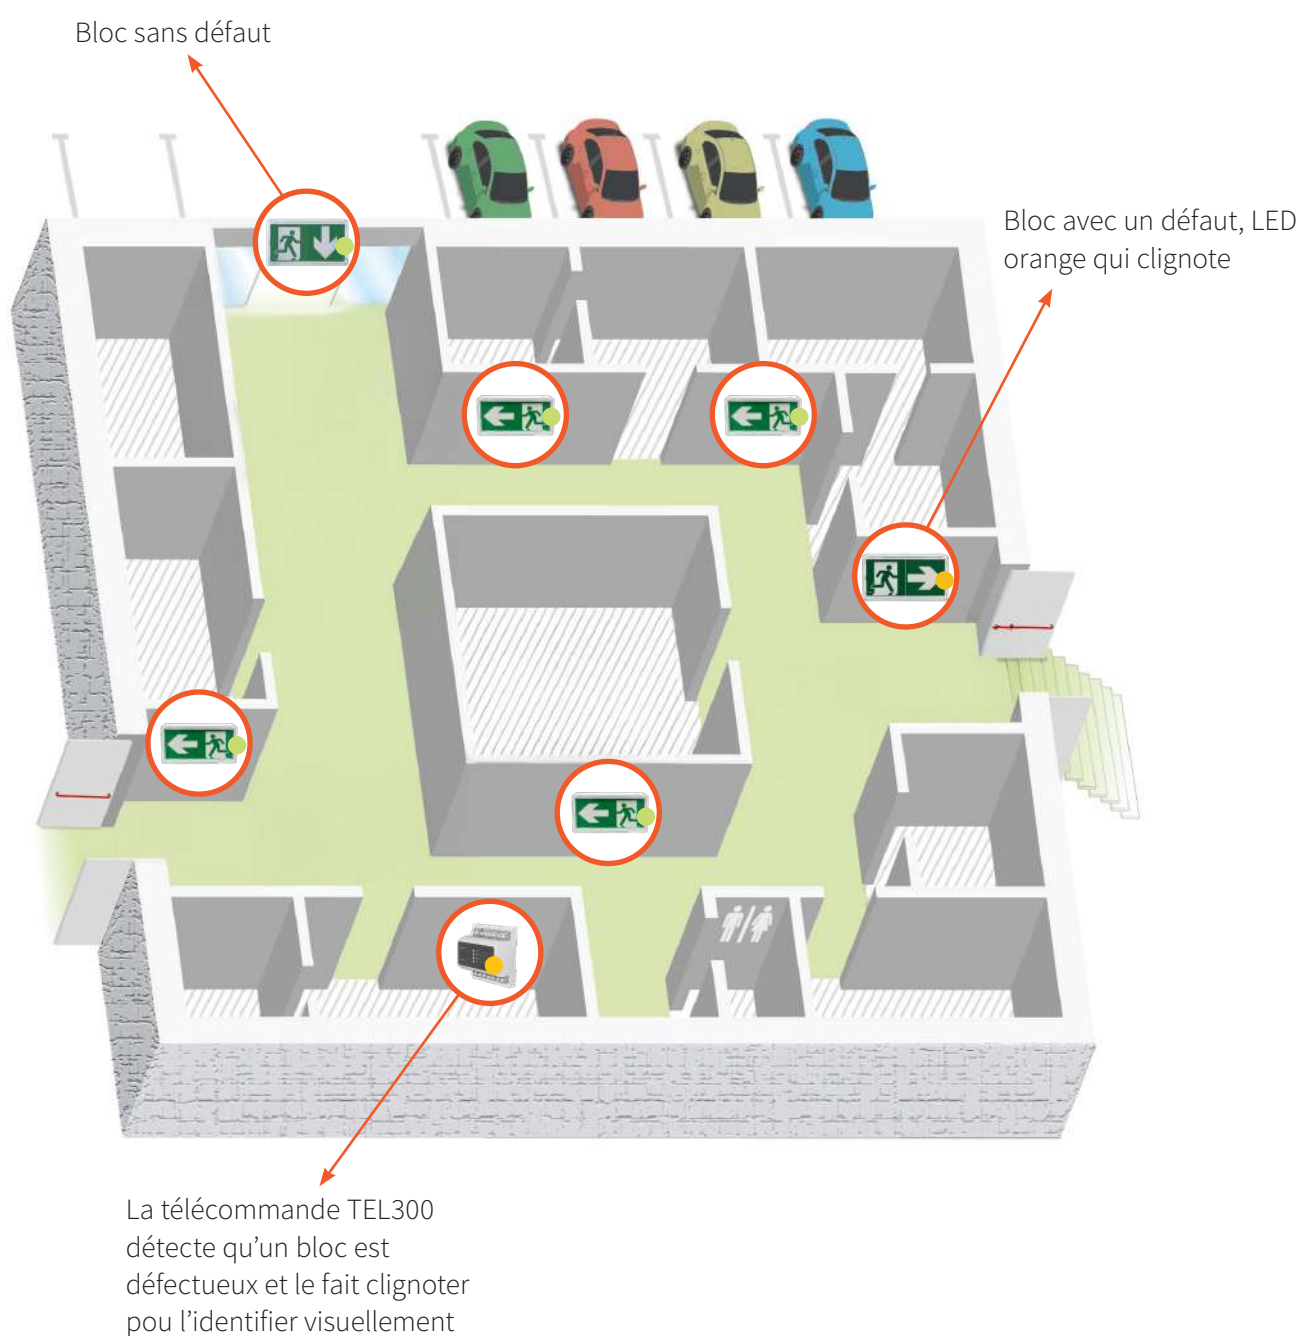 Bloc sans défaut
Bloc avec un défaut, LED
orange qui clignote
La télécommande TEL300
détecte qu'un bloc est
défectueux et le fait clignoter
pou l'identifier visuellement